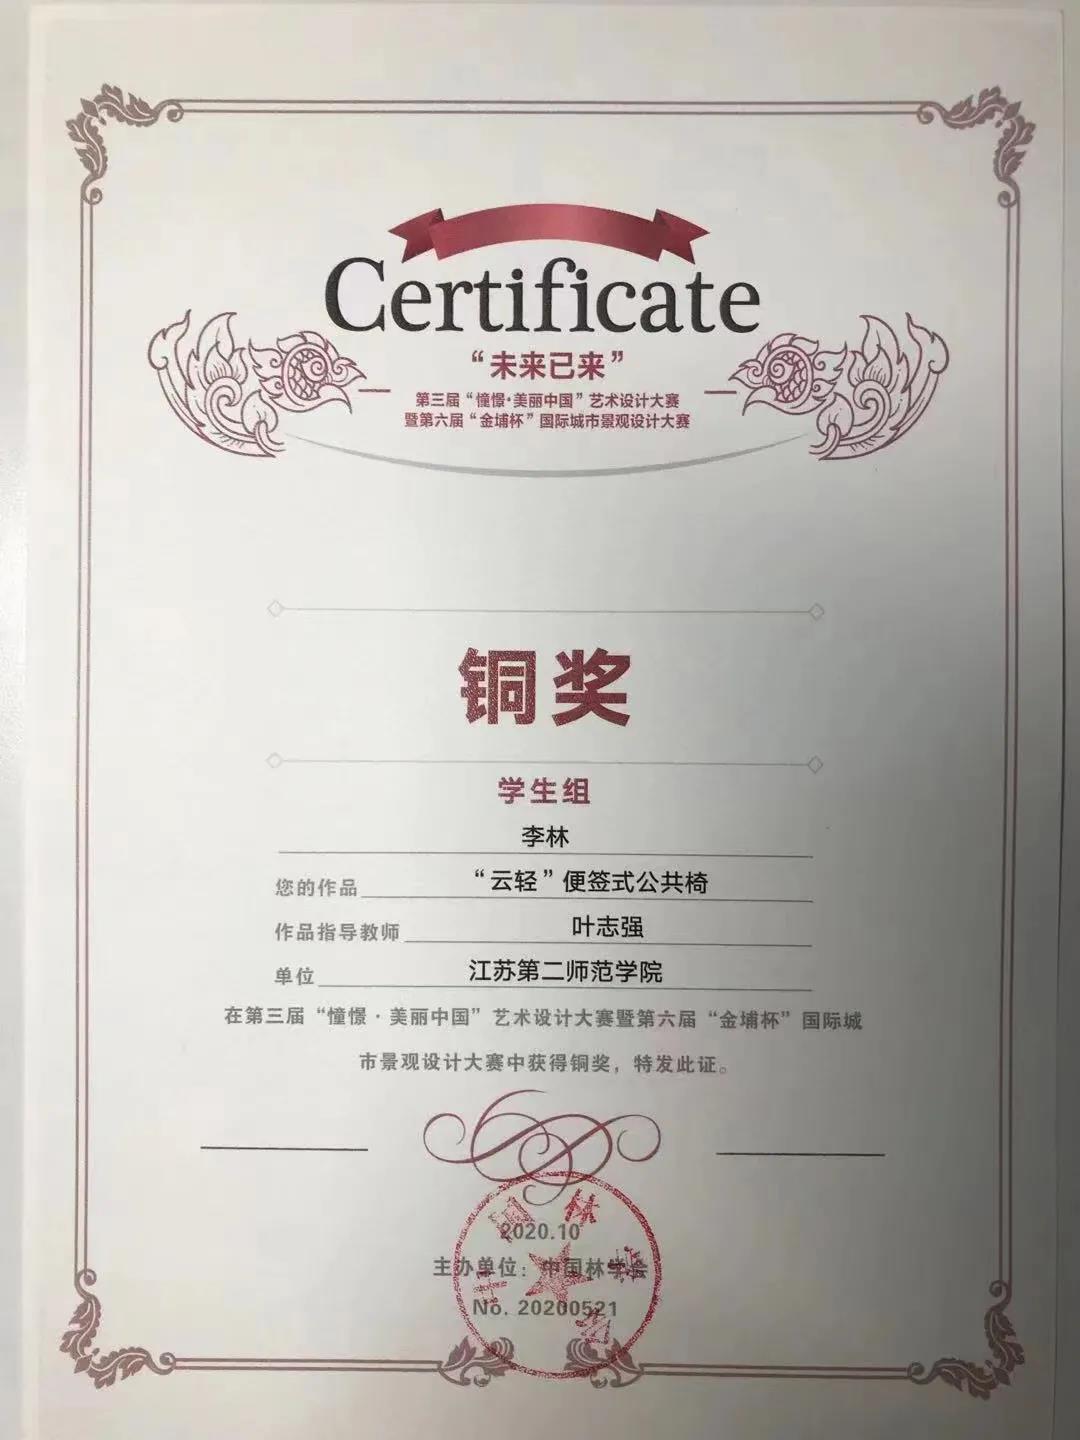 Certificate
“未来已来”
第三届“憧憬·美丽中国”艺术设计大赛
暨第六届“金埔杯”国际城市景观设计大赛
铜奖
学生组
李林
您的作品 “云轻”便签式公共椅
作品指导教师 叶志强
单位 江苏第二师范学院
在第三届“憧憬·美丽中国”艺术设计大赛暨第六届“金埔杯”国际城
市景观设计大赛中获得铜奖，特发此证。
2020.10
主办单位：中国林学会
No. 20200521
中国林学会